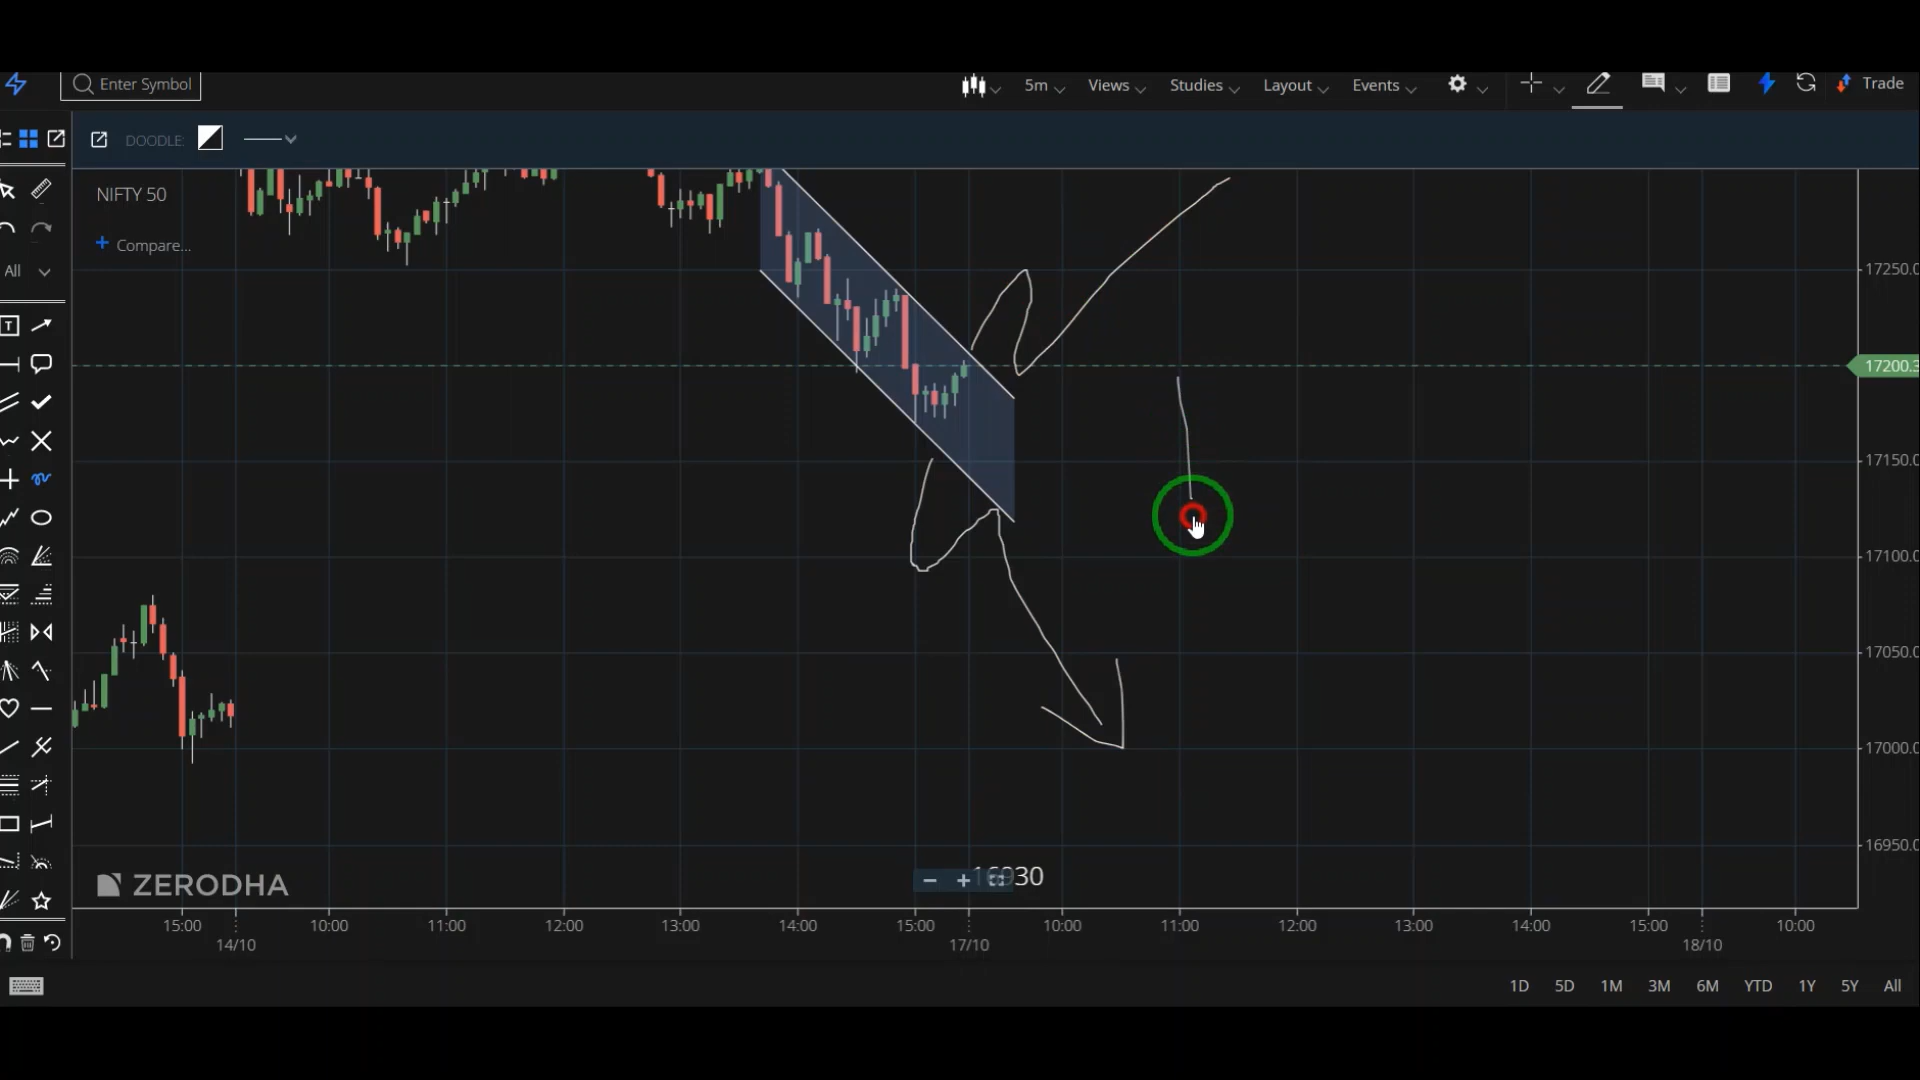 Enter Symbol 5m Views Studies Layout Events Trade
DOODLE:
NIFTY 50
+ Compare...
All
T
17250.0
17200.3
17150.0
17100.0
17050.0
17000.0
16950.0
ZERODHA
− + 30
15:00 10:00 11:00 12:00 13:00 14:00 15:00 10:00 11:00 12:00 13:00 14:00 15:00 10:00
14/10 17/10 18/10
1D 5D 1M 3M 6M YTD 1Y 5Y All